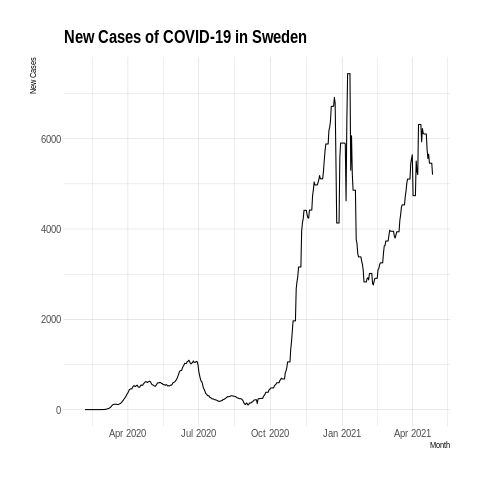 New Cases of COVID-19 in Sweden
New Cases
6000
4000
2000
0
Apr 2020 Jul 2020 Oct 2020 Jan 2021 Apr 2021
Month